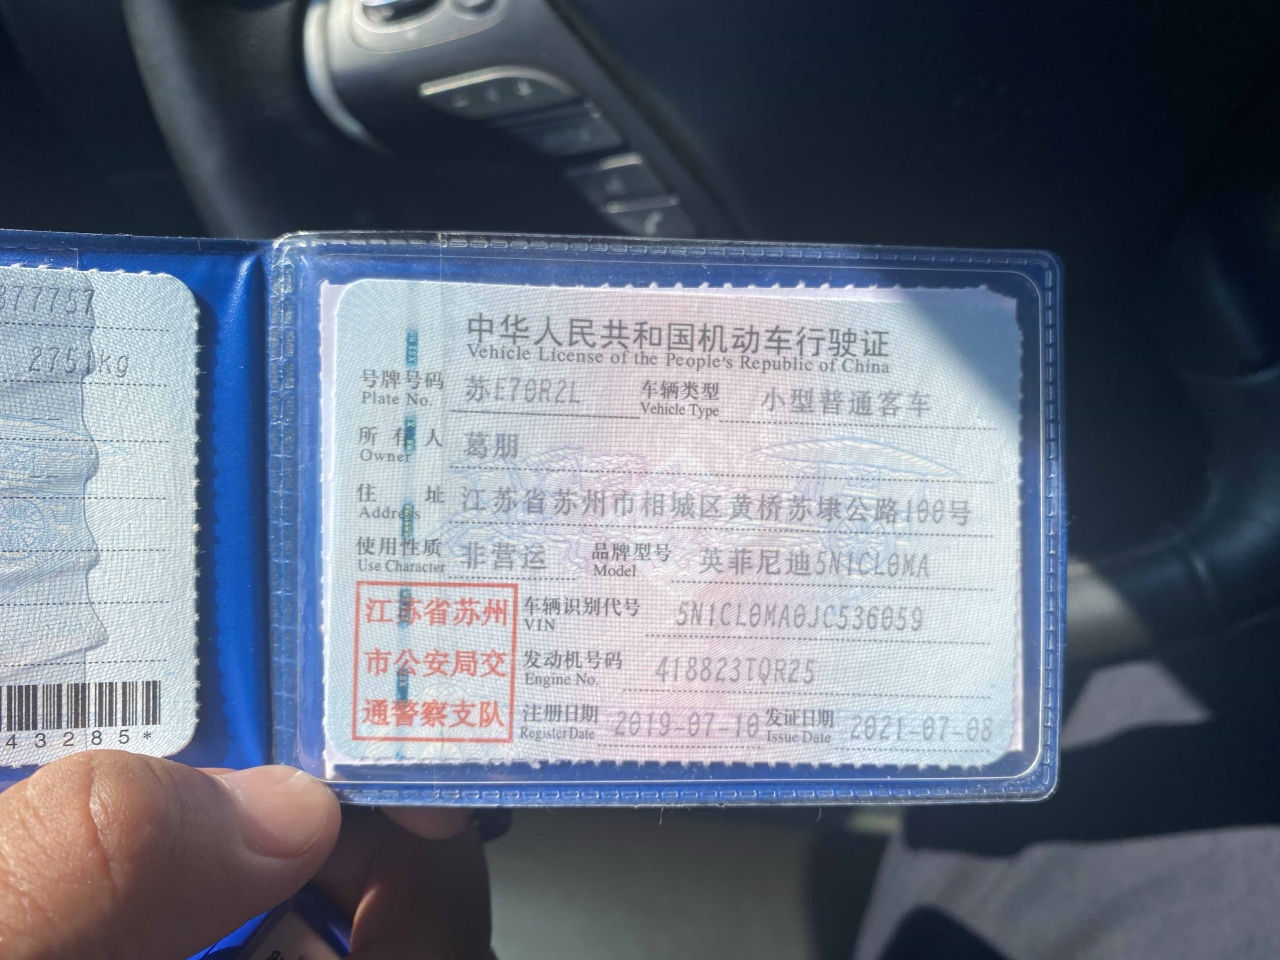 377757
2751kg
43285*
中华人民共和国机动车行驶证
Vehicle License of the People's Republic of China
号牌号码 苏E70R2L 车辆类型 小型普通客车
Plate No. Vehicle Type
所有人 葛朋
Owner
住址 江苏省苏州市相城区黄桥苏埭公路100号
Address
使用性质 非营运 品牌型号 英菲尼迪5N1CL0MA
Use Character Model
江苏省苏州
市公安局交
通警察支队
车辆识别代号 5N1CL0MA0JC536059
VIN
发动机号码 418823TQR25
Engine No.
注册日期 2019-07-10 发证日期 2021-07-08
Register Date Issue Date